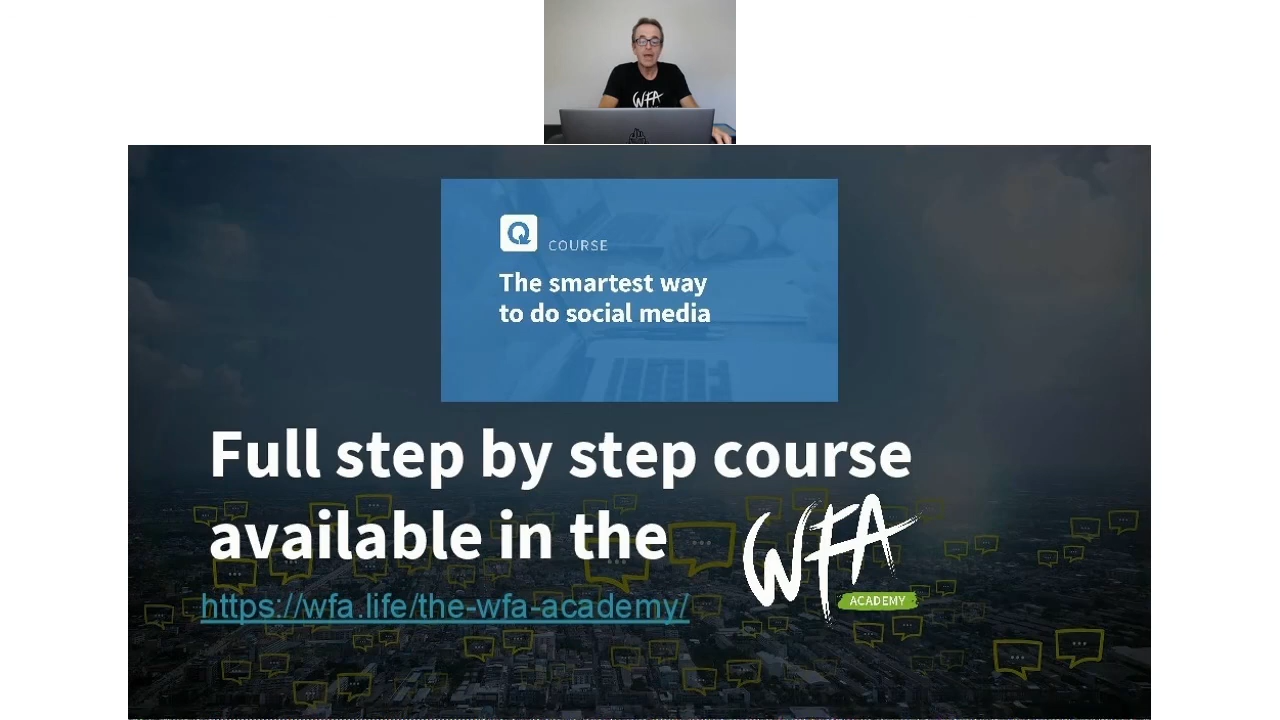 WFA
COURSE
The smartest way
to do social media
Full step by step course
available in the WFA
ACADEMY
https://wfa.life/the-wfa-academy/